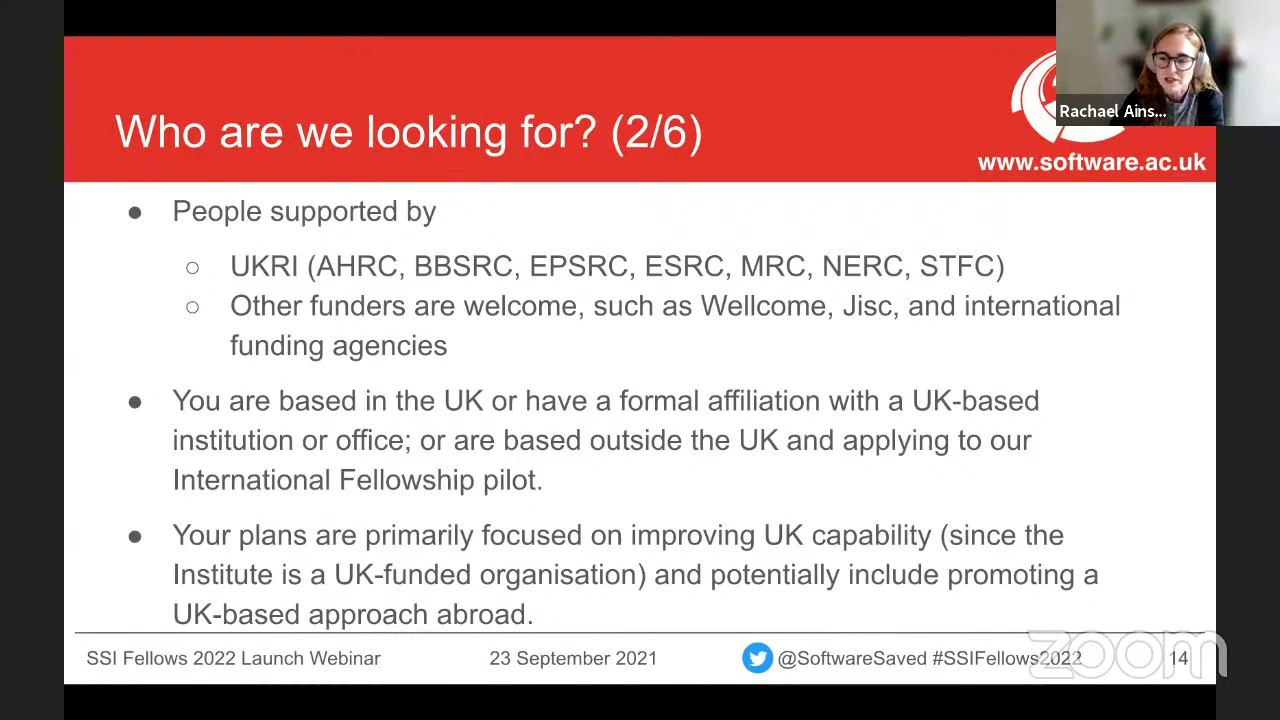 Who are we looking for? (2/6)
Rachael Ains...
www.software.ac.uk
● People supported by
○ UKRI (AHRC, BBSRC, EPSRC, ESRC, MRC, NERC, STFC)
○ Other funders are welcome, such as Wellcome, Jisc, and international
funding agencies
● You are based in the UK or have a formal affiliation with a UK-based
institution or office; or are based outside the UK and applying to our
International Fellowship pilot.
● Your plans are primarily focused on improving UK capability (since the
Institute is a UK-funded organisation) and potentially include promoting a
UK-based approach abroad.
SSI Fellows 2022 Launch Webinar 23 September 2021 @SoftwareSaved #SSIFellows2022 14
zoom